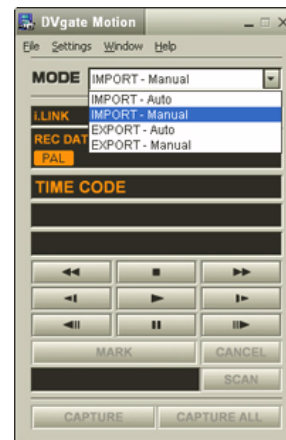 DVgate Motion
File Settings Window Help
MODE IMPORT - Manual
IMPORT - Auto
i.LINK IMPORT - Manual
EXPORT - Auto
REC DAT EXPORT - Manual
PAL
TIME CODE
MARK CANCEL
SCAN
CAPTURE CAPTURE ALL